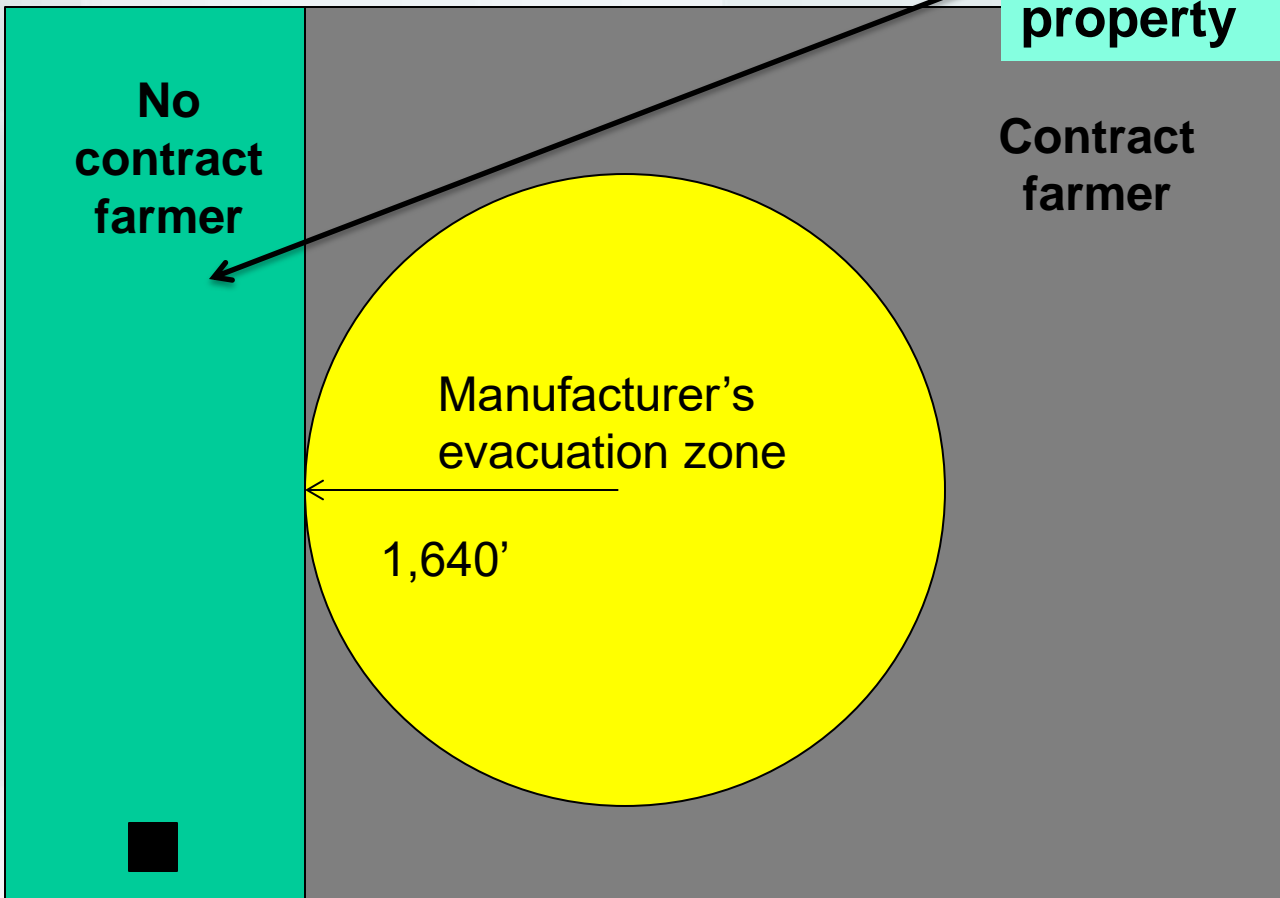 property
No
contract
farmer
Contract
farmer
Manufacturer’s
evacuation zone
1,640’